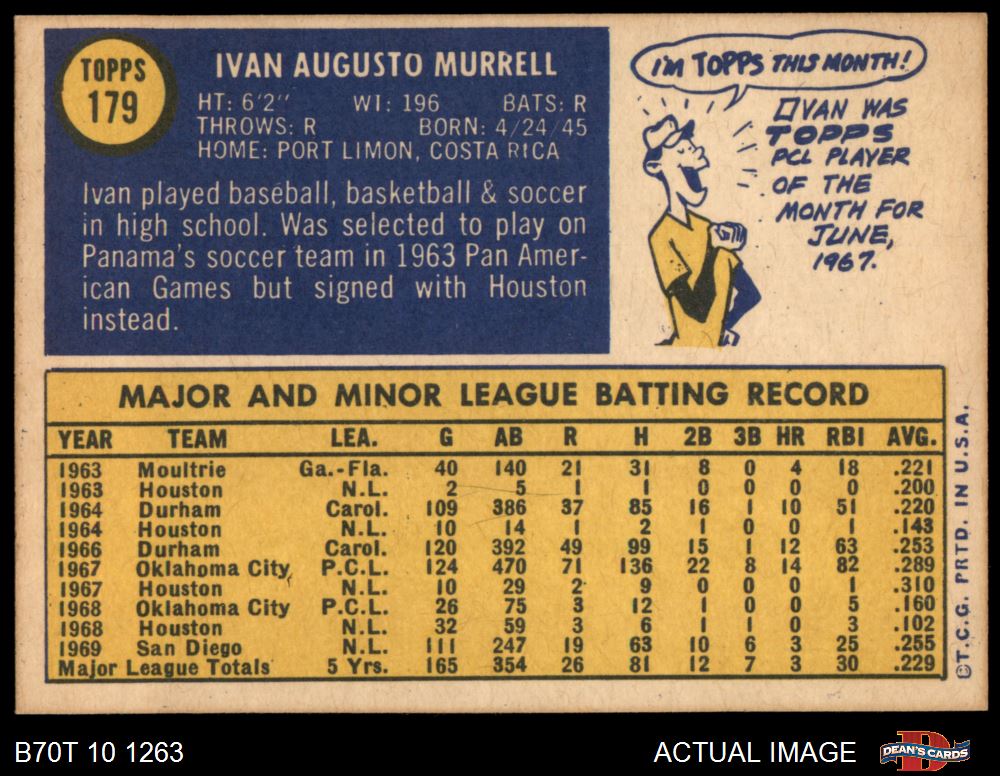 TOPPS
179
IVAN AUGUSTO MURRELL
HT: 6'2" WT: 196 BATS: R
THROWS: R BORN: 4/24/45
HOME: PORT LIMON, COSTA RICA
Ivan played baseball, basketball & soccer
in high school. Was selected to play on
Panama's soccer team in 1963 Pan Amer-
ican Games but signed with Houston
instead.
I'M TOPPS THIS MONTH!
IVAN WAS
TOPPS
PCL PLAYER
OF THE
MONTH FOR
JUNE,
1967.
MAJOR AND MINOR LEAGUE BATTING RECORD
YEAR TEAM LEA. G AB R H 2B 3B HR RBI AVG.
1963 Moultrie Ga.-Fla. 40 140 21 31 8 0 4 18 .221
1963 Houston N.L. 2 5 1 1 0 0 0 0 .200
1964 Durham Carol. 109 386 37 85 16 1 10 51 .220
1964 Houston N.L. 10 14 1 2 1 0 0 1 .143
1966 Durham Carol. 120 392 49 99 15 1 12 63 .253
1967 Oklahoma City P.C.L. 124 470 71 136 22 8 14 82 .289
1967 Houston N.L. 10 29 2 9 0 0 0 1 .310
1968 Oklahoma City P.C.L. 26 75 3 12 1 0 0 5 .160
1968 Houston N.L. 32 59 3 6 1 1 0 3 .102
1969 San Diego N.L. 111 247 19 63 10 6 3 25 .255
Major League Totals 5 Yrs. 165 354 26 81 12 7 3 30 .229
©T.C.G. PRTD. IN U.S.A.
B70T 10 1263
ACTUAL IMAGE
D
DEAN'S CARDS